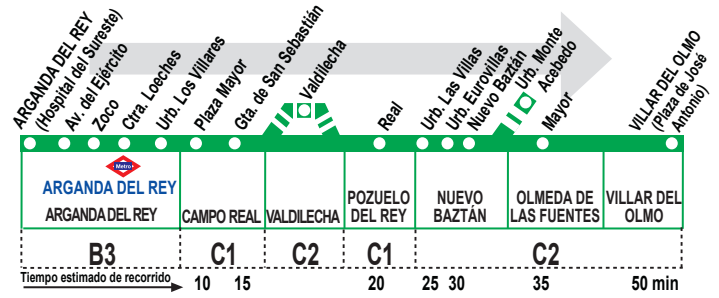 ARGANDA DEL REY
(Hospital del Sureste)
Av. del Ejército
Zoco
Ctra. Loeches
Urb. Los Villares
Plaza Mayor
Gta. de San Sebastián
Valdilecha
Real
Urb. Las Villas
Urb. Eurovillas
Nuevo Baztán
Urb. Monte
Acebedo
Mayor
VILLAR DEL OLMO
(Plaza de José
Antonio)
Metro
ARGANDA DEL REY
ARGANDA DEL REY
CAMPO REAL
VALDILECHA
POZUELO
DEL REY
NUEVO
BAZTÁN
OLMEDA DE
LAS FUENTES
VILLAR DEL
OLMO
B3 C1 C2 C1 C2
Tiempo estimado de recorrido 10 15 20 25 30 35 50 min